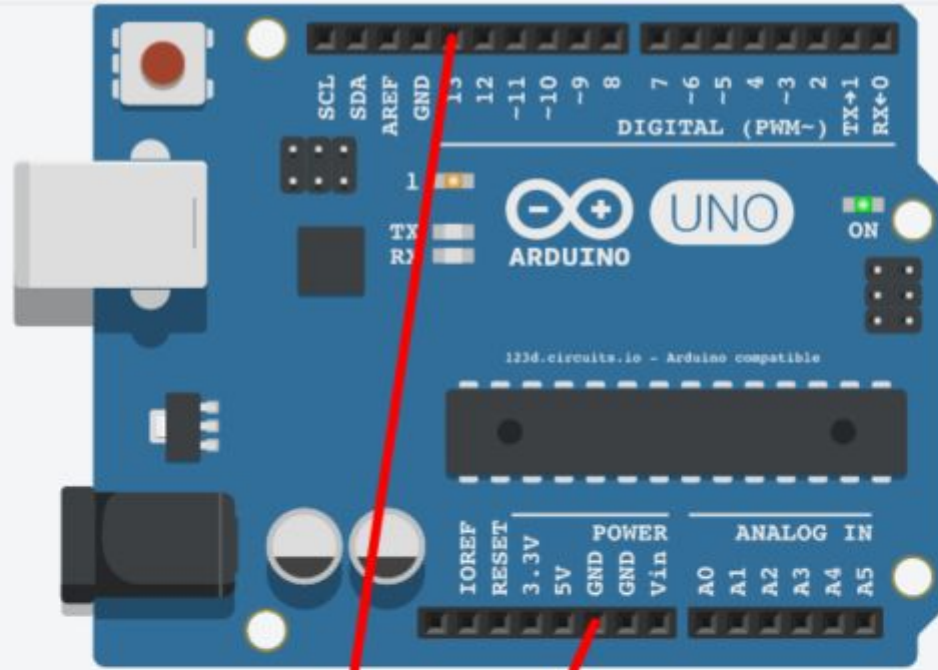 SCL
SDA
AREF
GND
13
12
~11
~10
~9
8
7
~6
~5
4
~3
2
TX→1
RX←0
DIGITAL (PWM~)
1
TX
RX
ARDUINO
UNO
ON
123d.circuits.io - Arduino compatible
IOREF
RESET
3.3V
5V
GND
GND
Vin
POWER
ANALOG IN
A0
A1
A2
A3
A4
A5